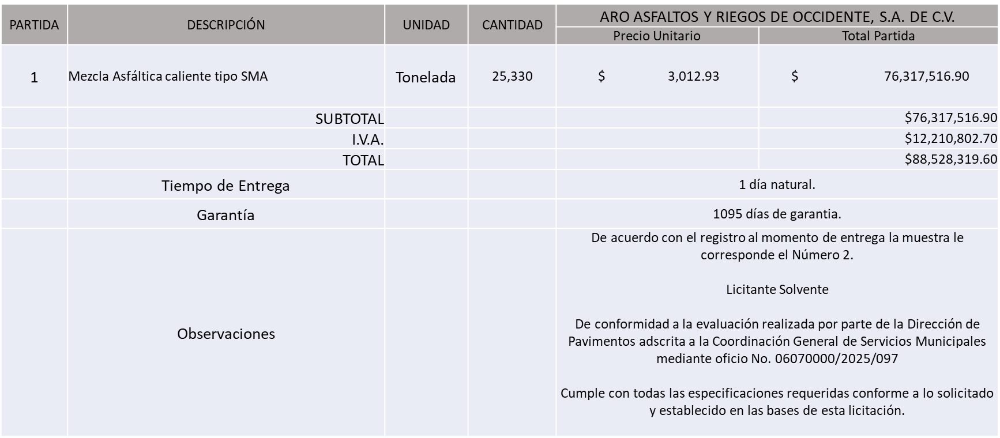 PARTIDA DESCRIPCIÓN UNIDAD CANTIDAD ARO ASFALTOS Y RIEGOS DE OCCIDENTE, S.A. DE C.V.
Precio Unitario Total Partida
1 Mezcla Asfáltica caliente tipo SMA Tonelada 25,330 $ 3,012.93 $ 76,317,516.90
SUBTOTAL $76,317,516.90
I.V.A. $12,210,802.70
TOTAL $88,528,319.60
Tiempo de Entrega 1 día natural.
Garantía 1095 días de garantia.
Observaciones
De acuerdo con el registro al momento de entrega la muestra le
corresponde el Número 2.
Licitante Solvente
De conformidad a la evaluación realizada por parte de la Dirección de
Pavimentos adscrita a la Coordinación General de Servicios Municipales
mediante oficio No. 06070000/2025/097
Cumple con todas las especificaciones requeridas conforme a lo solicitado
y establecido en las bases de esta licitación.